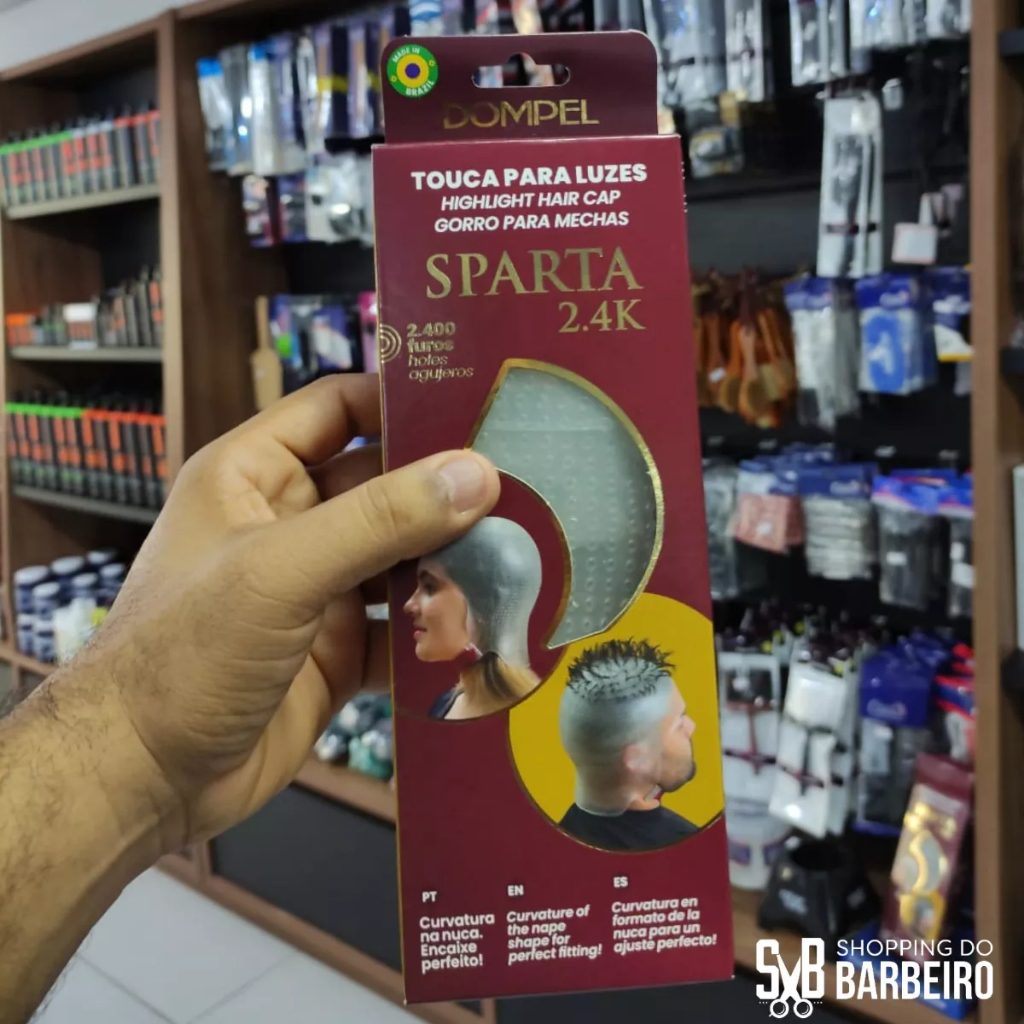 MADE IN
BRAZIL
DOMPEL
TOUCA PARA LUZES
HIGHLIGHT HAIR CAP
GORRO PARA MECHAS
SPARTA
2.4K
2.400
furos
holes
agujeros
PT
Curvatura
na nuca.
Encaixe
perfeito!
EN
Curvature of
the nape
shape for
perfect fitting!
ES
Curvatura en
formato de la
nuca para un
ajuste perfecto!
SB
SHOPPING DO
BARBEIRO